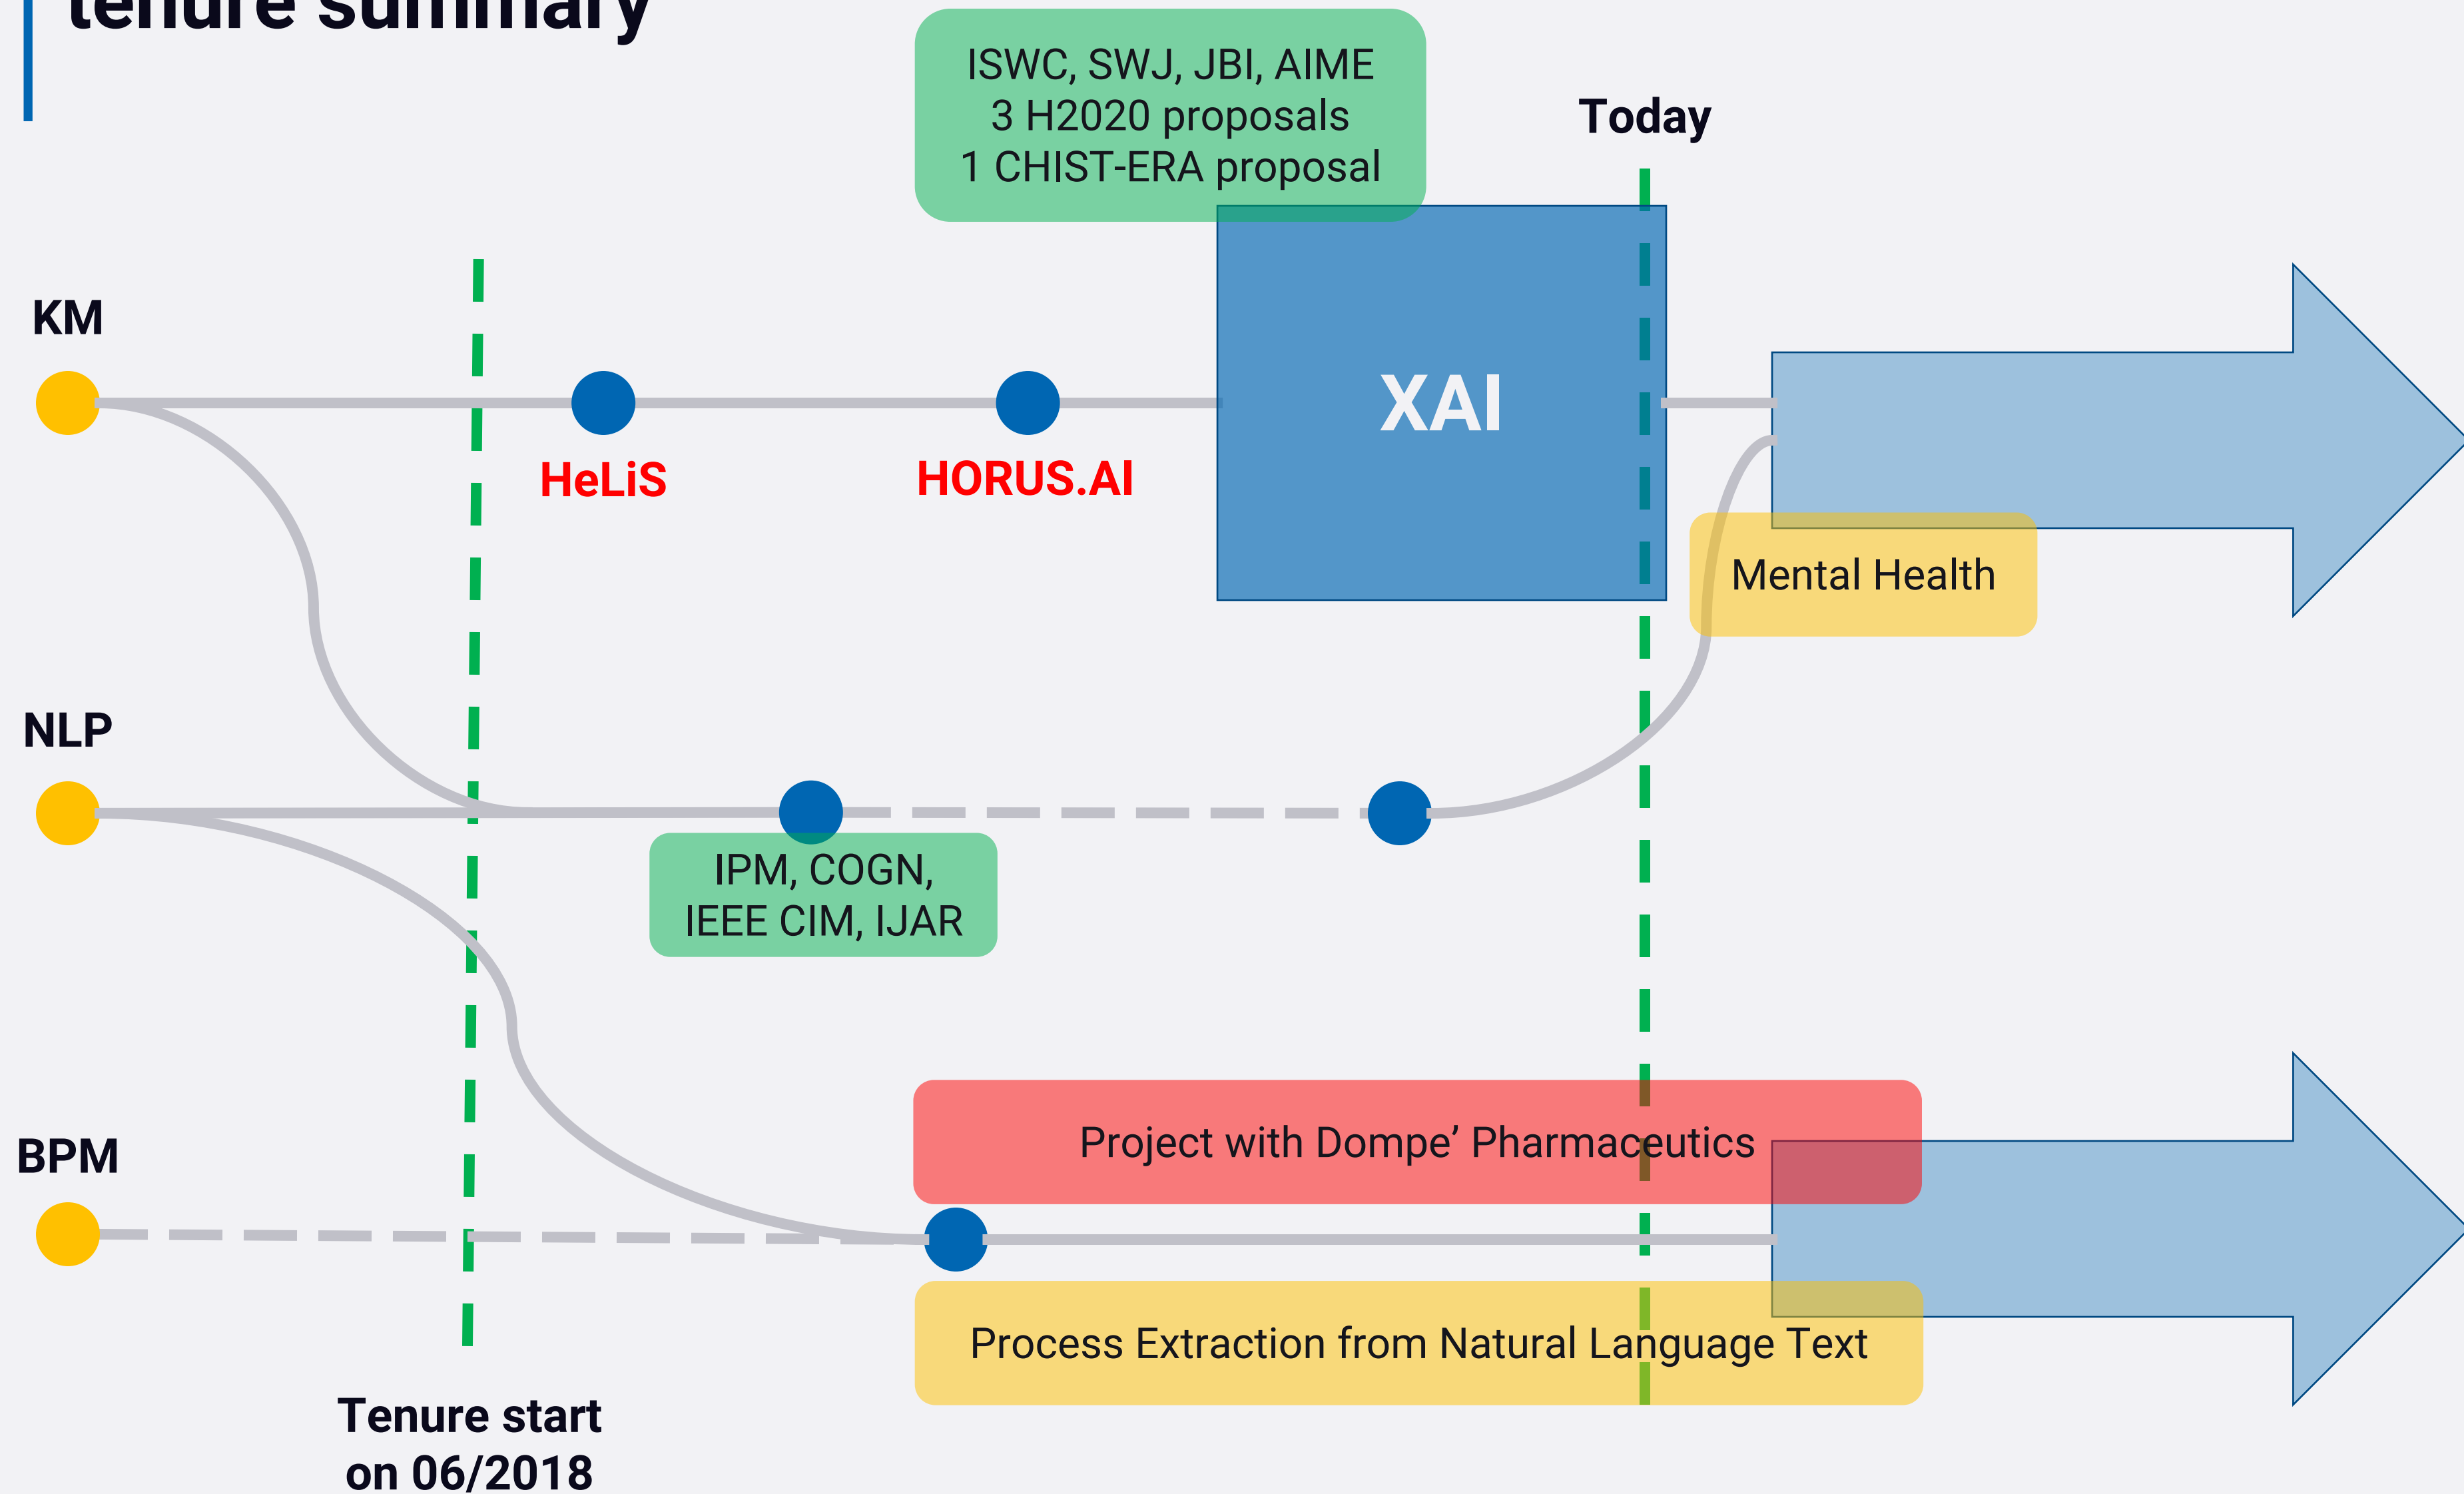 tenure summary
ISWC, SWJ, JBI, AIME
3 H2020 proposals
1 CHIST-ERA proposal
Today
KM
XAI
HeLiS
HORUS.AI
Mental Health
NLP
IPM, COGN,
IEEE CIM, IJAR
Project with Dompe’ Pharmaceutics
BPM
Process Extraction from Natural Language Text
Tenure start
on 06/2018